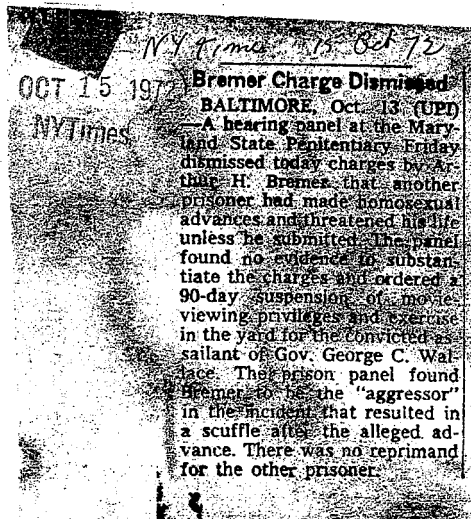 NY Times 15 Oct 72
OCT 15 1972
NYTimes
Bremer Charge Dismissed
BALTIMORE, Oct. 13 (UPI)
—A hearing panel at the Mary-
land State Penitentiary Friday
dismissed today charges by Ar-
thur H. Bremer that another
prisoner had made homosexual
advances and threatened his life
unless he submitted. The panel
found no evidence to substan-
tiate the charges and ordered a
90-day suspension of movie-
viewing privileges and exercise
in the yard for the convicted as-
sailant of Gov. George C. Wal-
lace. The prison panel found
Bremer to be the "aggressor"
in the incident that resulted in
a scuffle after the alleged ad-
vance. There was no reprimand
for the other prisoner.